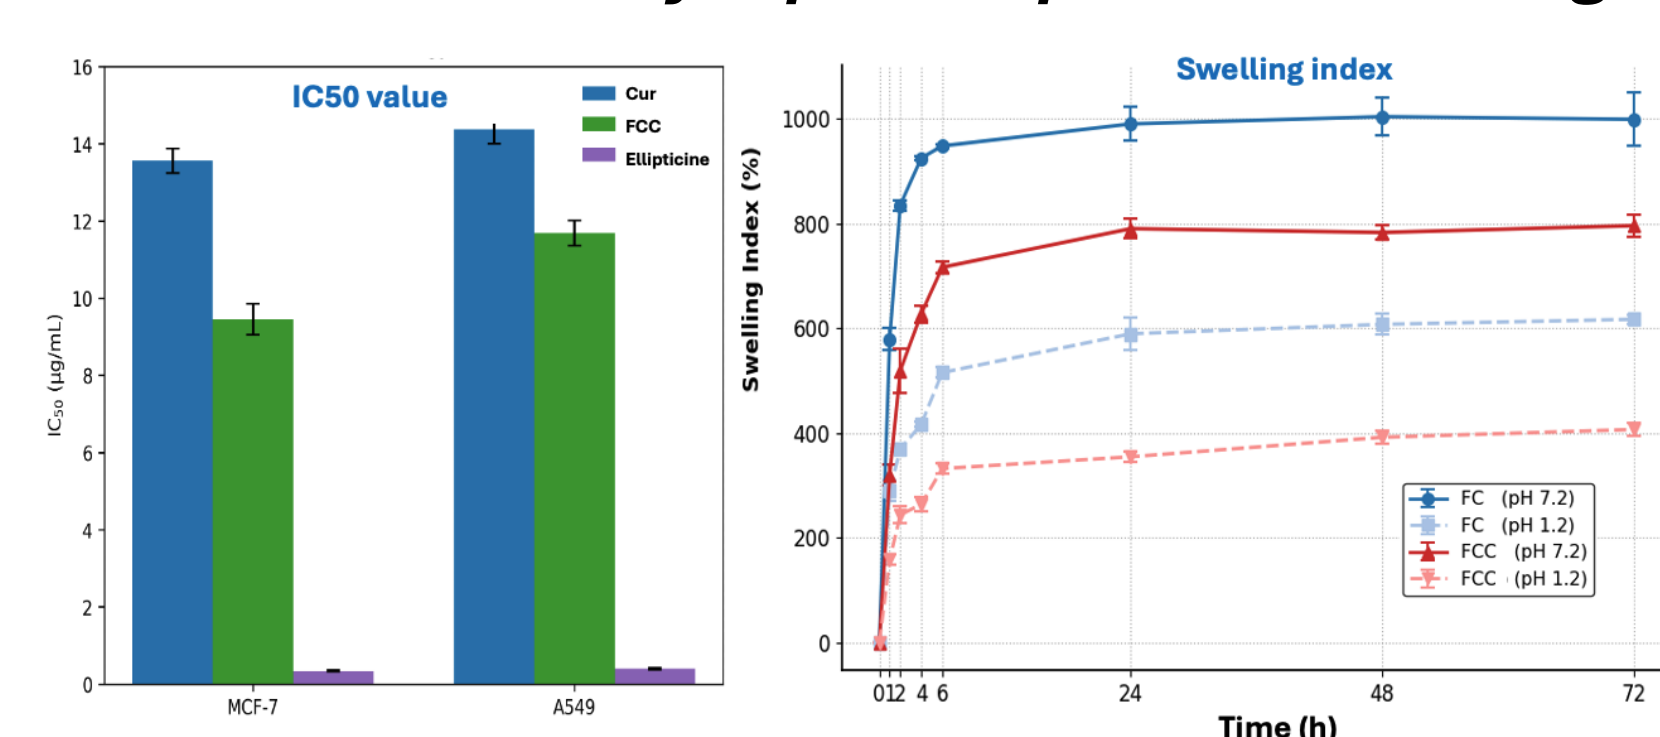 IC50 value
Cur
FCC
Ellipticine
IC₅₀ (µg/mL)
16
14
12
10
8
6
4
2
0
MCF-7
A549
Swelling index
Swelling Index (%)
1000
800
600
400
200
0
FC (pH 7.2)
FC (pH 1.2)
FCC (pH 7.2)
FCC (pH 1.2)
0 1 2 4 6 24 48 72
Time (h)